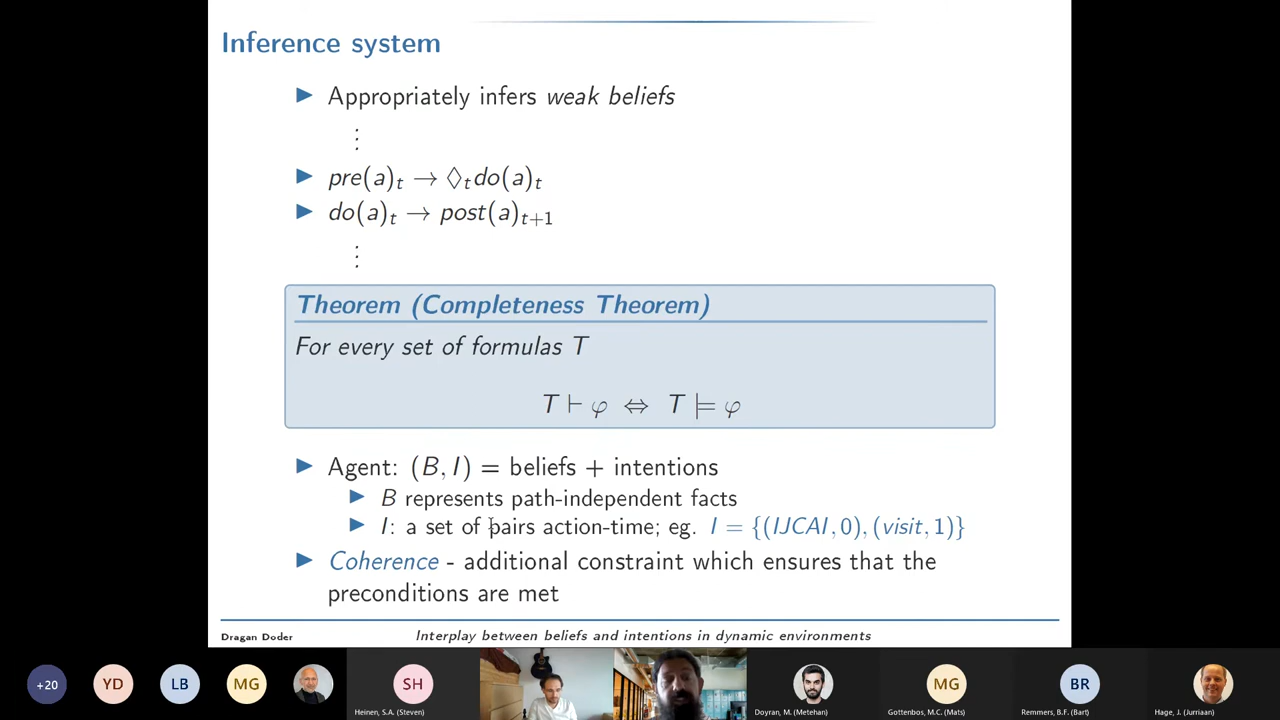 Inference system
▶ Appropriately infers weak beliefs
⋮
▶ pre(a)ₜ → ◊ₜdo(a)ₜ
▶ do(a)ₜ → post(a)ₜ₊₁
⋮
Theorem (Completeness Theorem)
For every set of formulas T
T ⊢ φ ⇔ T ⊨ φ
▶ Agent: (B, I) = beliefs + intentions
▶ B represents path-independent facts
▶ I: a set of pairs action-time; eg. I = {(IJCAI, 0), (visit, 1)}
▶ Coherence - additional constraint which ensures that the
preconditions are met
Dragan Doder Interplay between beliefs and intentions in dynamic environments
+20 YD LB MG SH MG BR
Heinen, S.A. (Steven) Doyran, M. (Metehan) Gottenbos, M.C. (Mats) Remmers, B.F. (Bart) Hage, J. (Jurriaan)